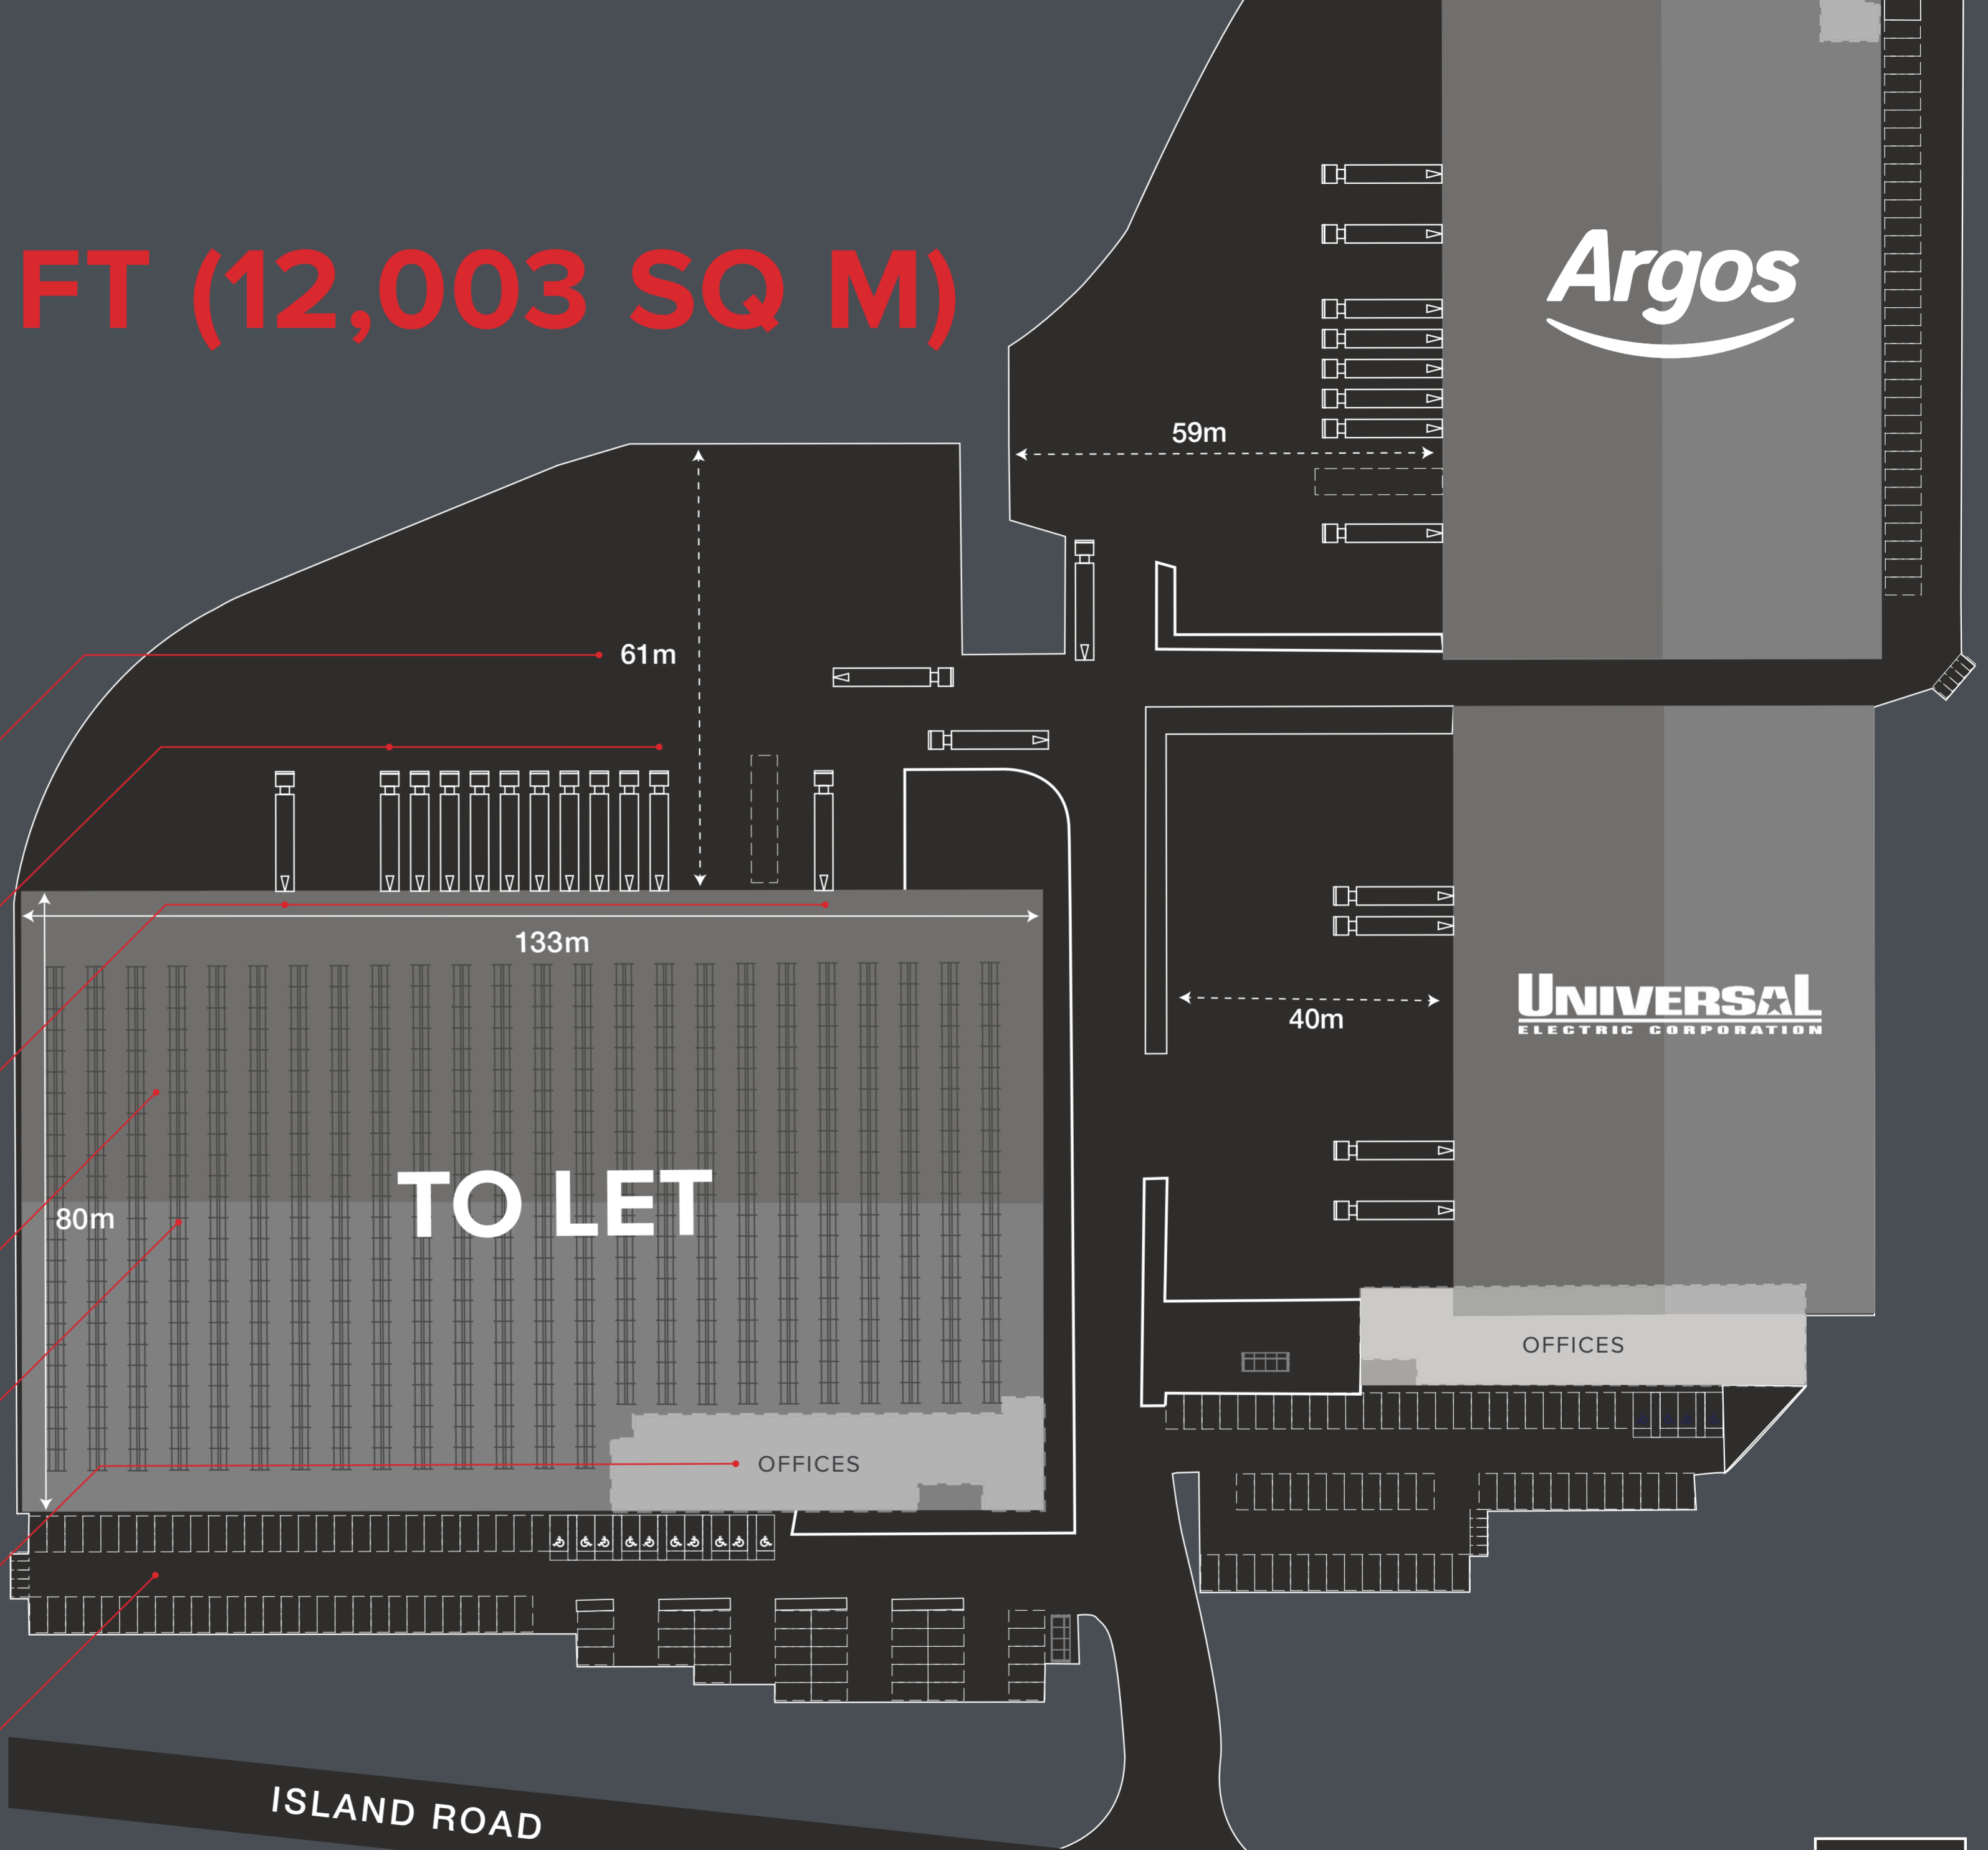 FT (12,003 SQ M)
Argos
59m
61m
133m
UNIVERSAL
ELECTRIC CORPORATION
40m
TO LET
80m
OFFICES
OFFICES
ISLAND ROAD